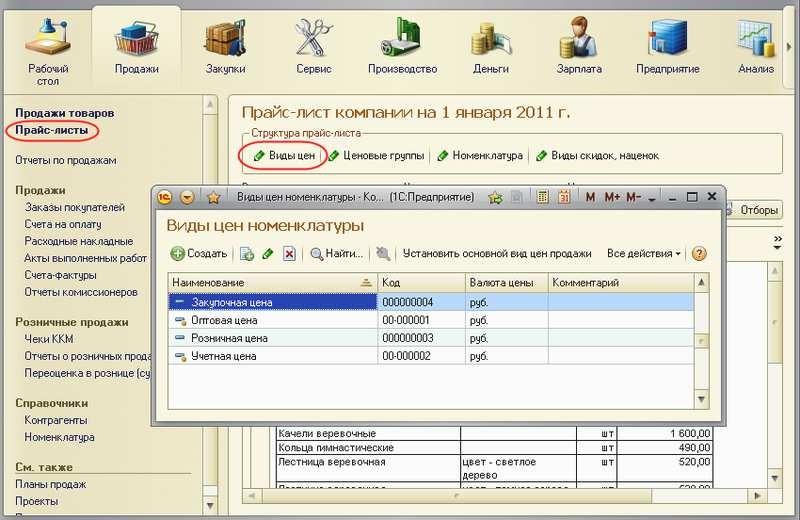 Рабочий стол
Продажи
Закупки
Сервис
Производство
Деньги
Зарплата
Предприятие
Анализ
Продажи товаров
Прайс-листы
Отчеты по продажам
Продажи
Заказы покупателей
Счета на оплату
Расходные накладные
Акты выполненных работ
Счета-фактуры
Отчеты комиссионеров
Розничные продажи
Чеки ККМ
Отчеты о розничных прода
Переоценка в рознице (су
Справочники
Контрагенты
Номенклатура
См. также
Планы продаж
Проекты
Прайс-лист компании на 1 января 2011 г.
Структура прайс-листа
Виды цен
Ценовые группы
Номенклатура
Виды скидок, наценок
Отборы
Виды цен номенклатуры - Ко... (1С:Предприятие)
M M+ M-
Виды цен номенклатуры
Создать
Найти...
Установить основной вид цен продажи
Все действия
Наименование Код Валюта цены Комментарий
Закупочная цена 000000004 руб.
Оптовая цена 00-000001 руб.
Розничная цена 000000003 руб.
Учетная цена 00-000002 руб.
Качели веревочные шт 1 600,00
Кольца гимнастические шт 490,00
Лестница веревочная цвет - светлое дерево шт 520,00